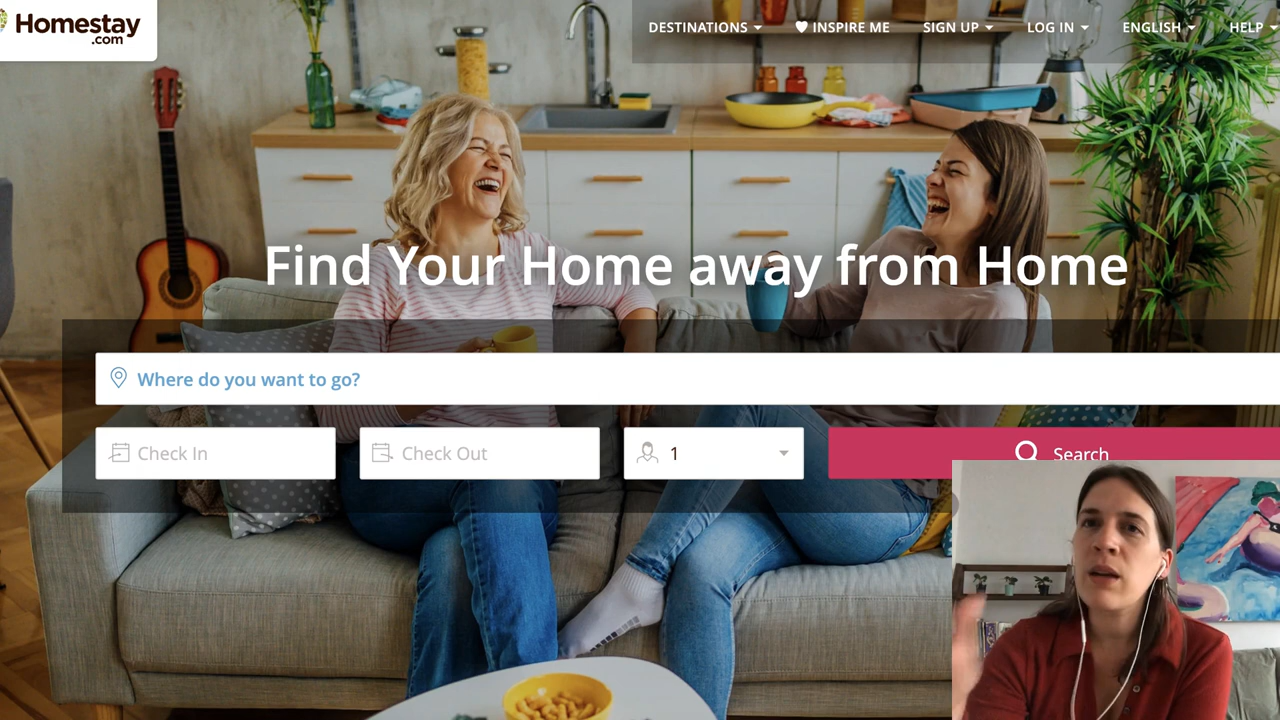 Homestay
.com
DESTINATIONS
INSPIRE ME
SIGN UP
LOG IN
ENGLISH
HELP
Find Your Home away from Home
Where do you want to go?
Check In
Check Out
1
Search